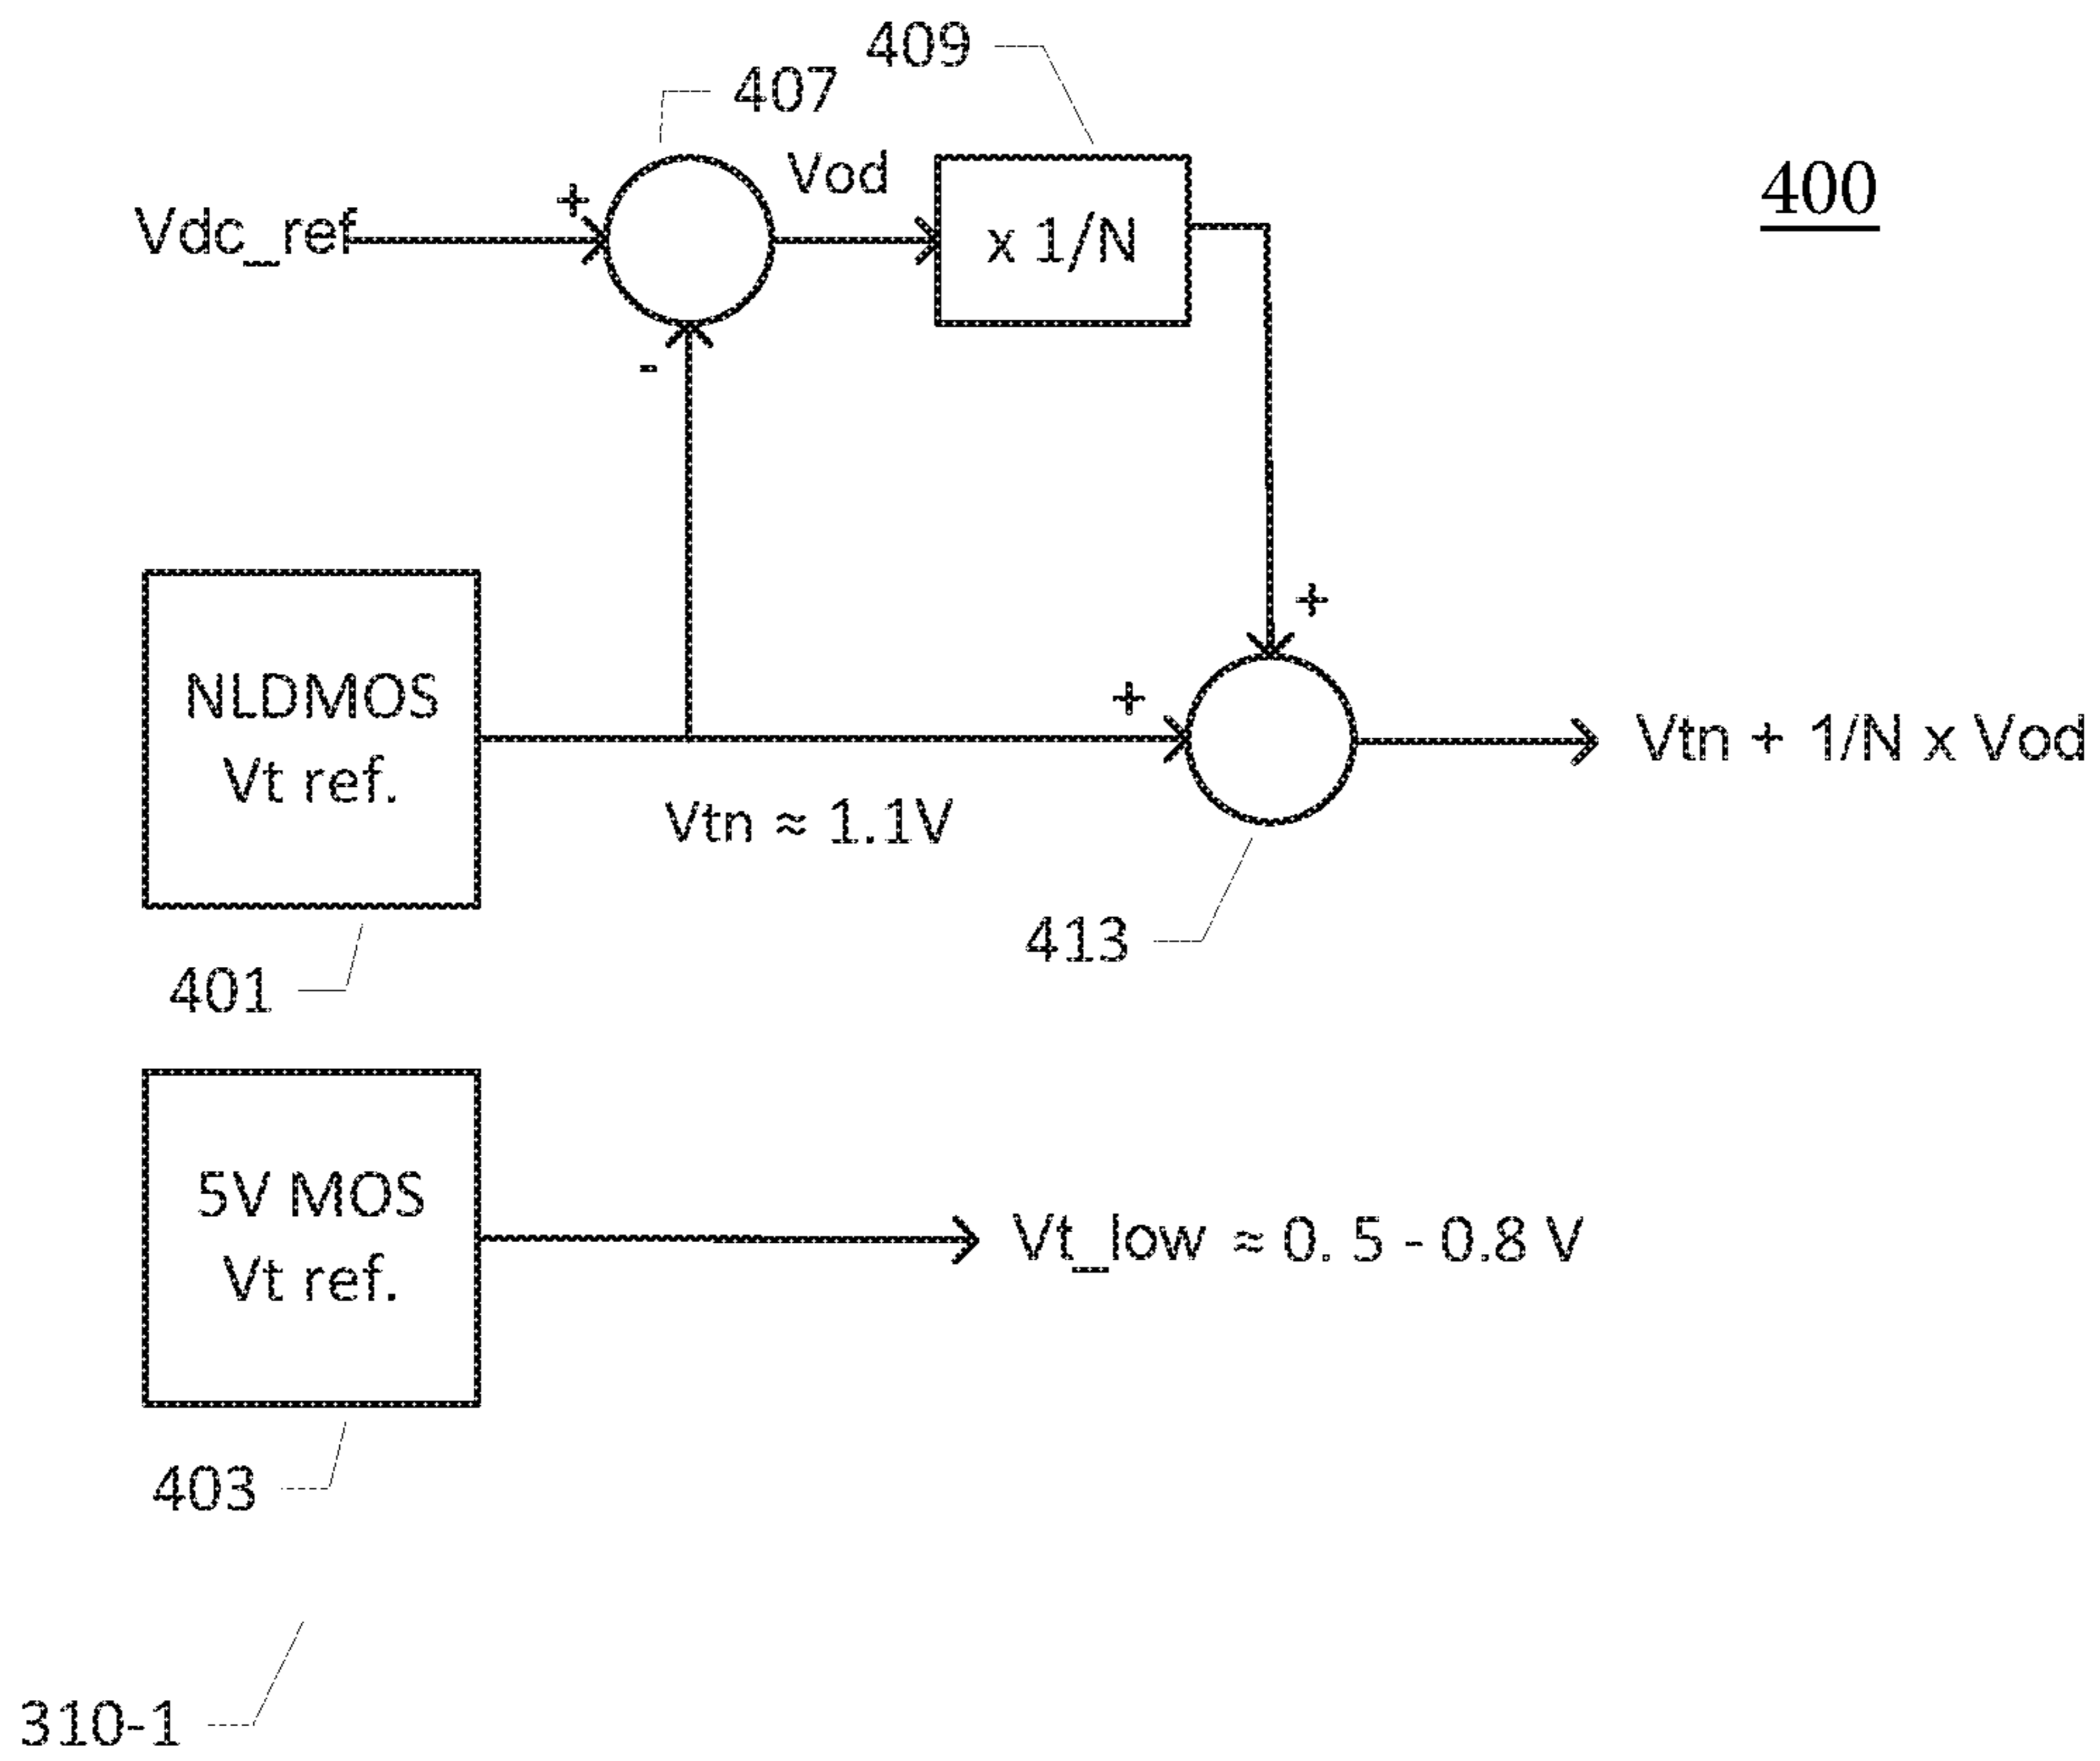 409
407
Vod
400
+
Vdc_ref
x 1/N
-
+
NLDMOS
Vt ref.
+
Vtn + 1/N x Vod
Vtn ≈ 1.1V
413
401
5V MOS
Vt ref.
Vt_low ≈ 0. 5 - 0.8 V
403
310-1